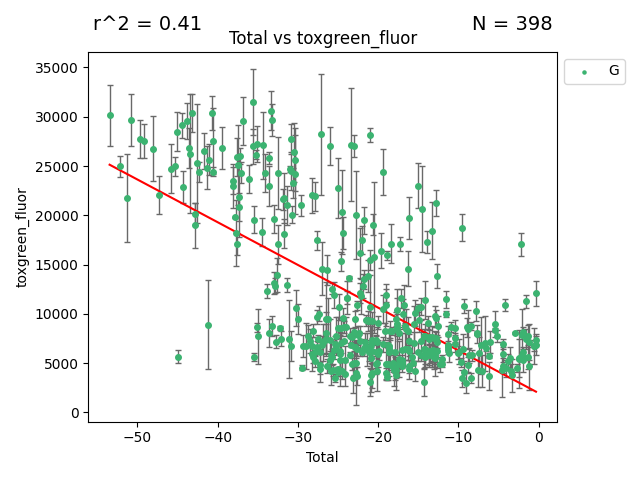 r^2 = 0.41
N = 398
Total vs toxgreen_fluor
G
35000
30000
25000
20000
15000
10000
5000
0
toxgreen_fluor
−50 −40 −30 −20 −10 0
Total